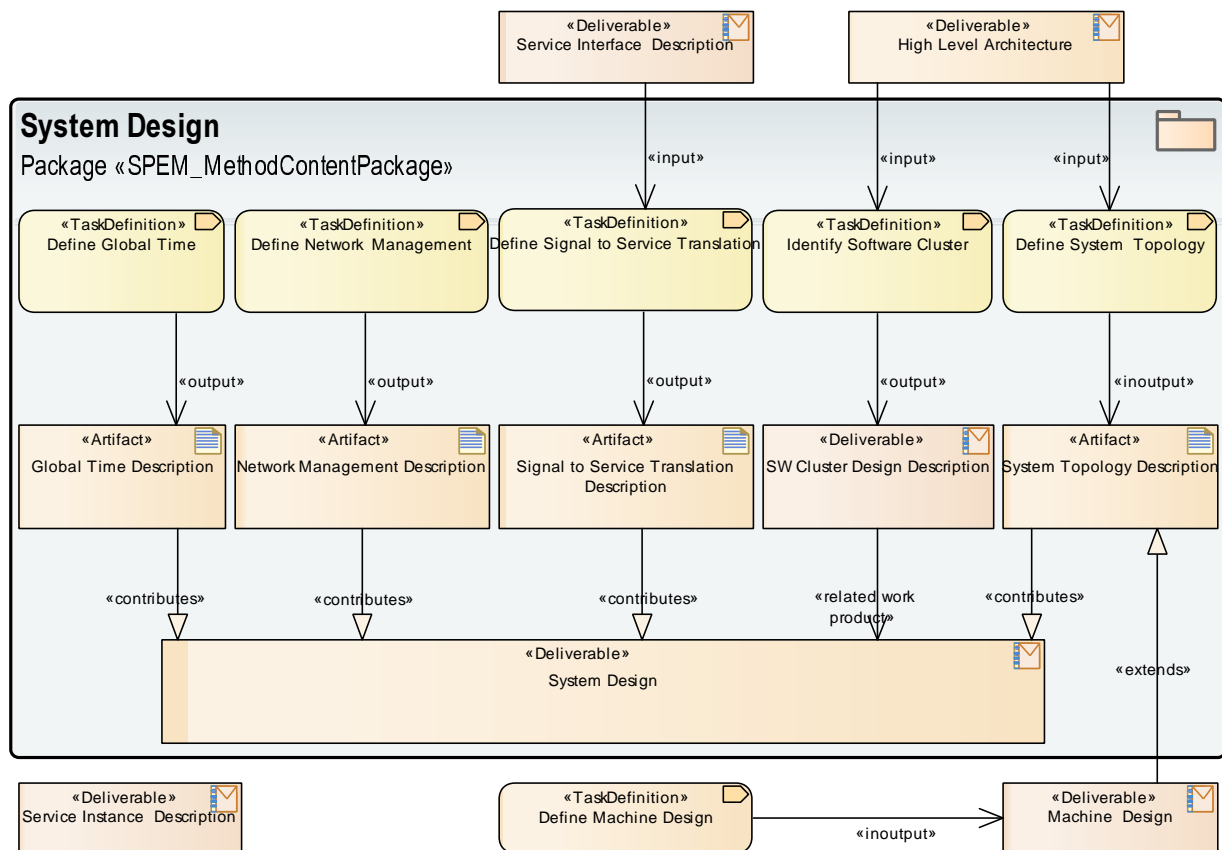 «Deliverable»
Service Interface Description
«Deliverable»
High Level Architecture
System Design
Package «SPEM_MethodContentPackage»
«input»
«input»
«input»
«TaskDefinition»
Define Global Time
«TaskDefinition»
Define Network Management
«TaskDefinition»
Define Signal to Service Translation
«TaskDefinition»
Identify Software Cluster
«TaskDefinition»
Define System Topology
«output»
«output»
«output»
«output»
«inoutput»
«Artifact»
Global Time Description
«Artifact»
Network Management Description
«Artifact»
Signal to Service Translation
Description
«Deliverable»
SW Cluster Design Description
«Artifact»
System Topology Description
«contributes»
«contributes»
«contributes»
«related work
product»
«contributes»
«extends»
«Deliverable»
System Design
«Deliverable»
Service Instance Description
«TaskDefinition»
Define Machine Design
«inoutput»
«Deliverable»
Machine Design